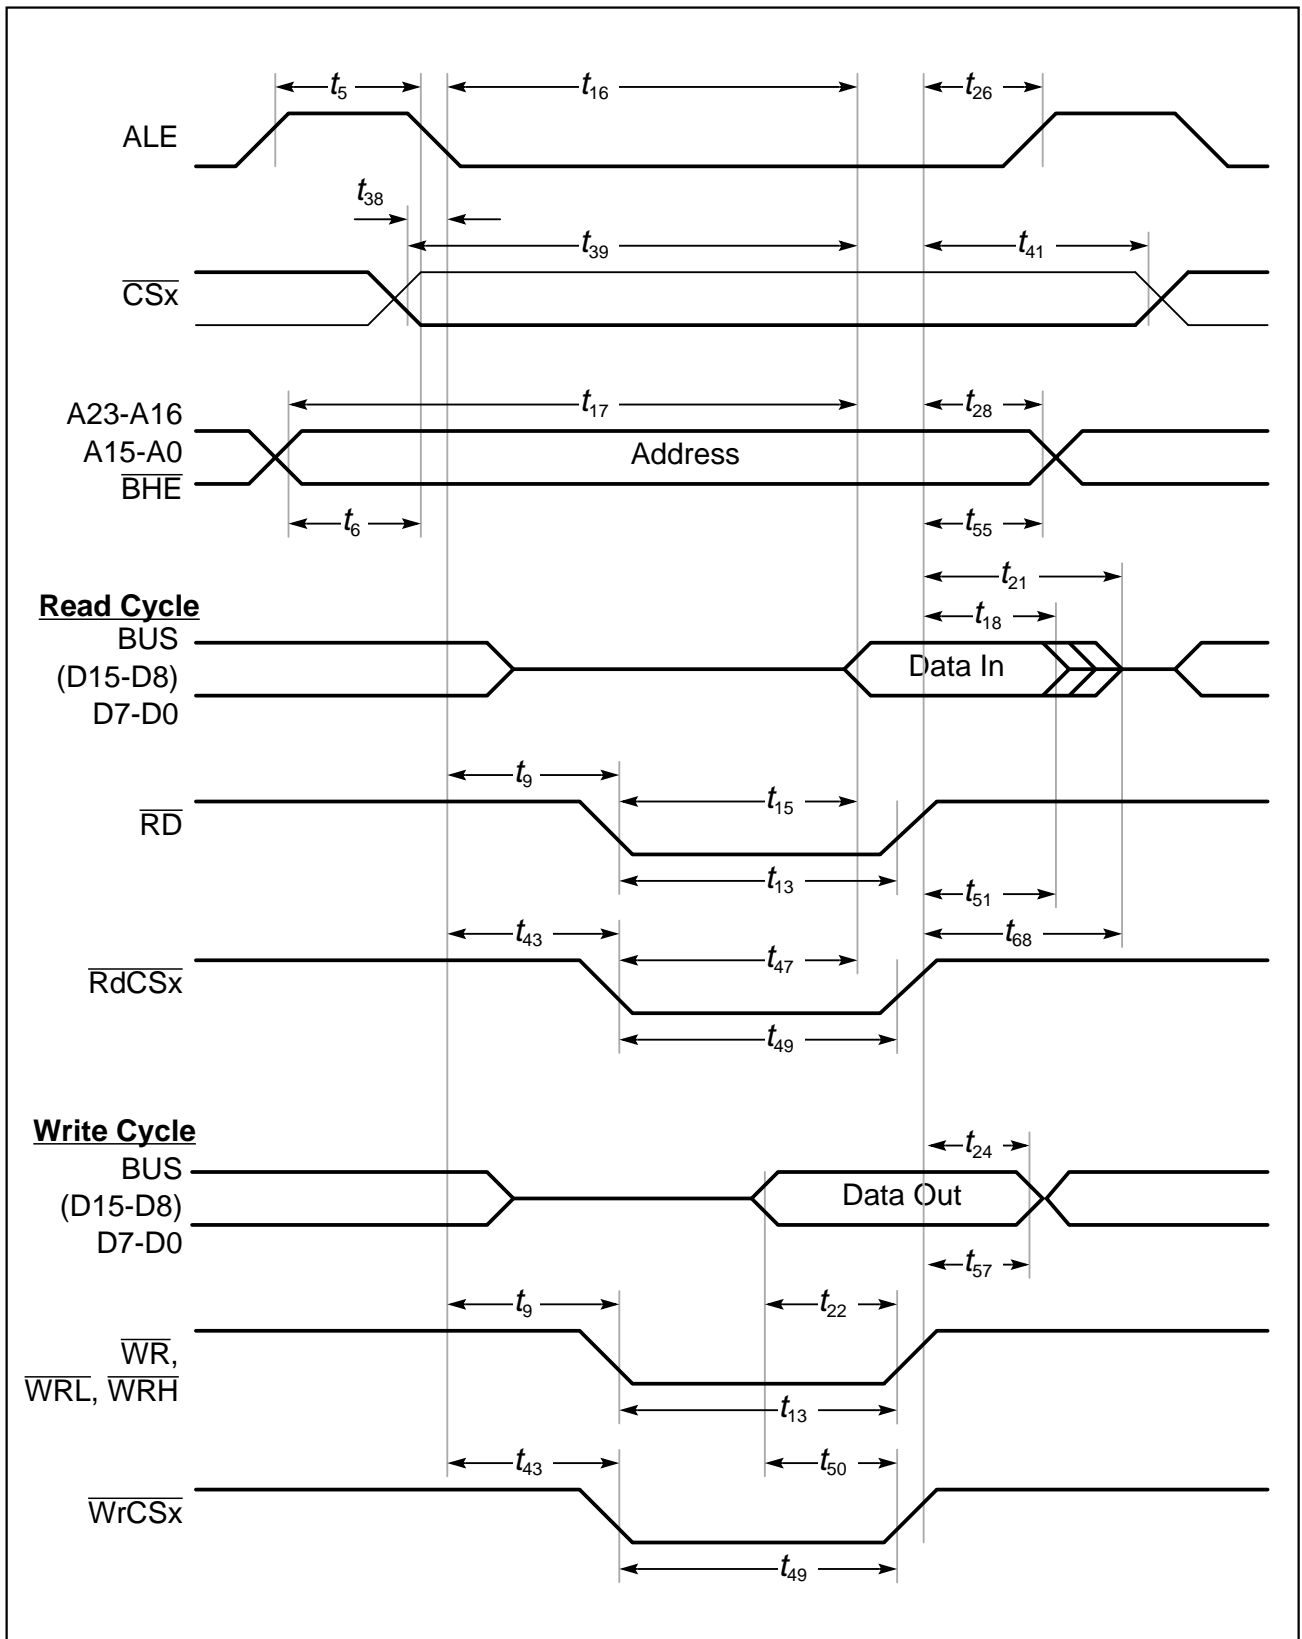 t5 t16 t26
ALE
t38
t39 t41
CSx
t17 t28
A23-A16
A15-A0
BHE
Address
t6 t55
t21
Read Cycle
t18
BUS
(D15-D8)
D7-D0
Data In
t9
t15
RD
t13
t51
t43 t68
t47
RdCSx
t49
Write Cycle
t24
BUS
(D15-D8)
D7-D0
Data Out
t57
t9 t22
WR,
WRL, WRH
t13
t43 t50
WrCSx
t49